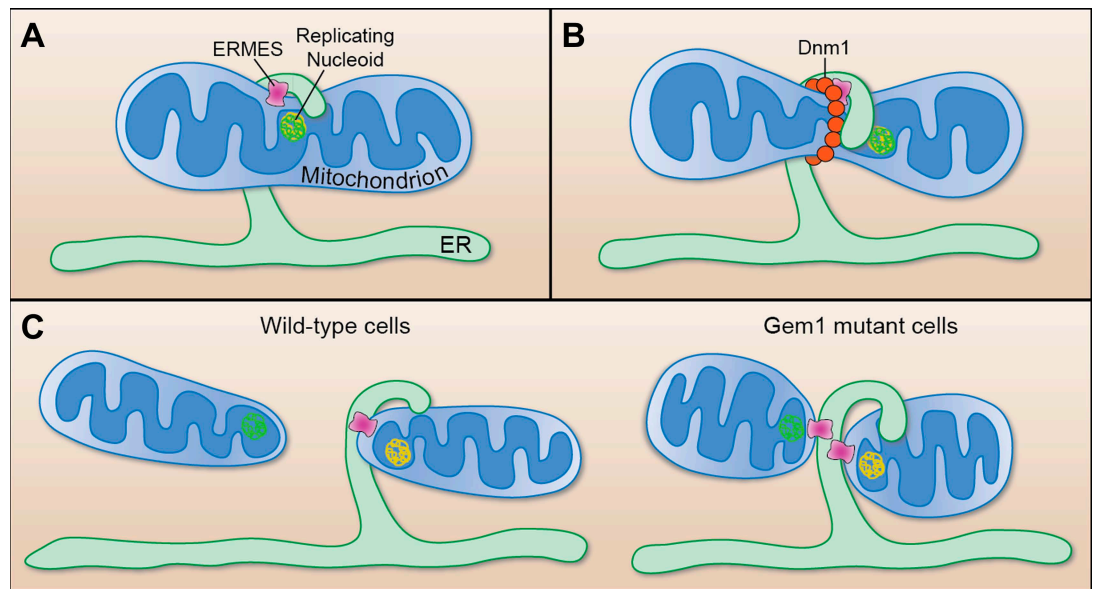 A
ERMES
Replicating
Nucleoid
Mitochondrion
ER
B
Dnm1
C
Wild-type cells
Gem1 mutant cells